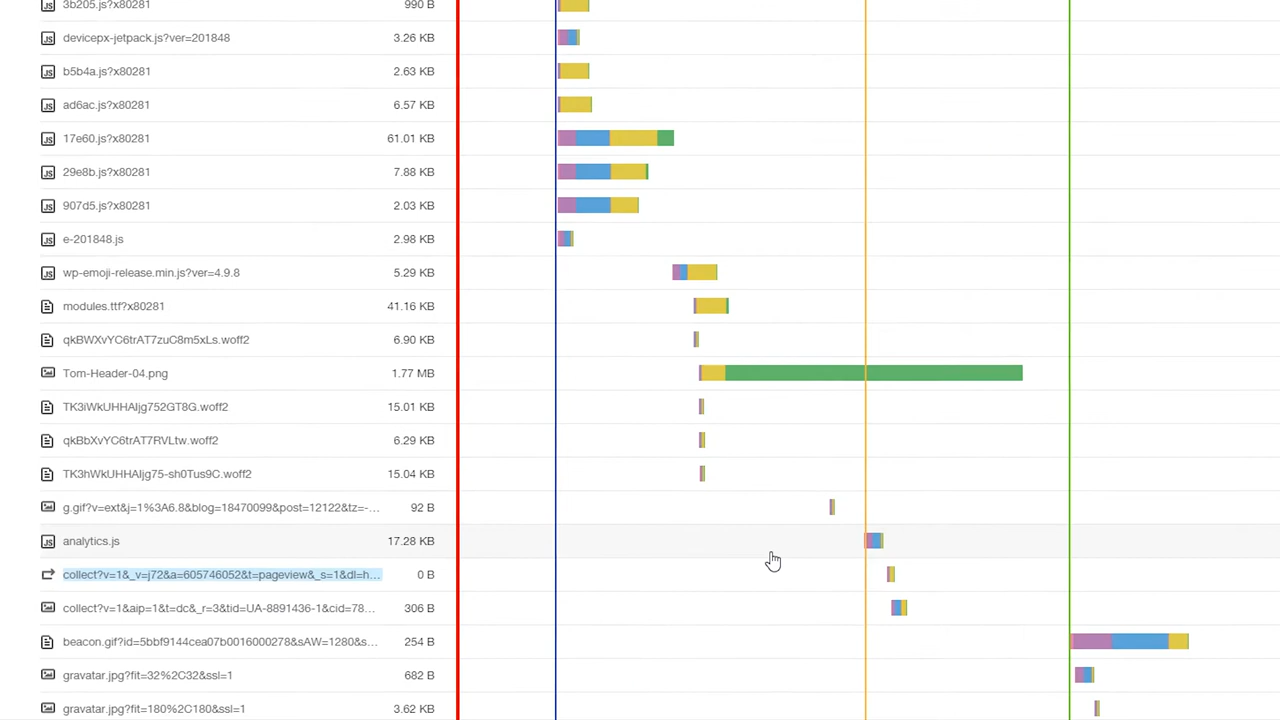 3b205.js?x80281 990 B
devicepx-jetpack.js?ver=201848 3.26 KB
b5b4a.js?x80281 2.63 KB
ad6ac.js?x80281 6.57 KB
17e60.js?x80281 61.01 KB
29e8b.js?x80281 7.88 KB
907d5.js?x80281 2.03 KB
e-201848.js 2.98 KB
wp-emoji-release.min.js?ver=4.9.8 5.29 KB
modules.ttf?x80281 41.16 KB
qkBWXvYC6trAT7zuC8m5xLs.woff2 6.90 KB
Tom-Header-04.png 1.77 MB
TK3iWkUHHAIjg752GT8G.woff2 15.01 KB
qkBbXvYC6trAT7RVLtw.woff2 6.29 KB
TK3hWkUHHAIjg75-sh0Tus9C.woff2 15.04 KB
g.gif?v=ext&j=1%3A6.8&blog=18470099&post=12122&tz=-... 92 B
analytics.js 17.28 KB
collect?v=1&_v=j72&a=605746052&t=pageview&_s=1&dl=h... 0 B
collect?v=1&aip=1&t=dc&_r=3&tid=UA-8891436-1&cid=78... 306 B
beacon.gif?id=5bbf9144cea07b0016000278&sAW=1280&s... 254 B
gravatar.jpg?fit=32%2C32&ssl=1 682 B
gravatar.jpg?fit=180%2C180&ssl=1 3.62 KB